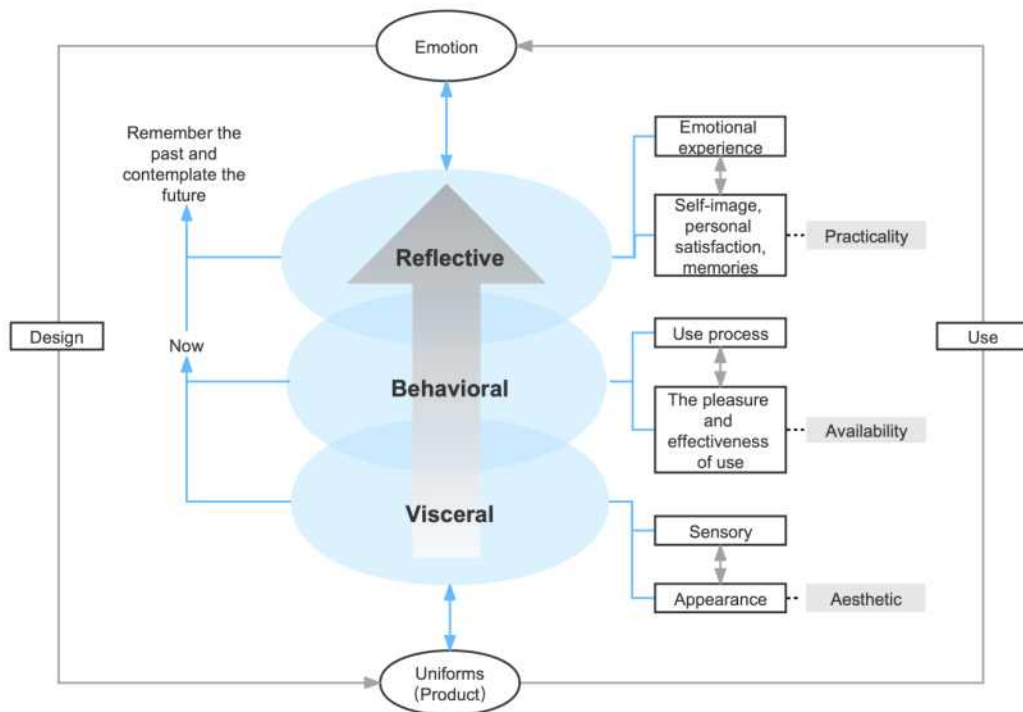 Emotion
Remember the
past and
contemplate the
future
Emotional
experience
Self-image,
personal
satisfaction,
memories
Practicality
Reflective
Design
Now
Use process
Use
Behavioral
The pleasure
and
effectiveness
of use
Availability
Visceral
Sensory
Appearance
Aesthetic
Uniforms
(Product)